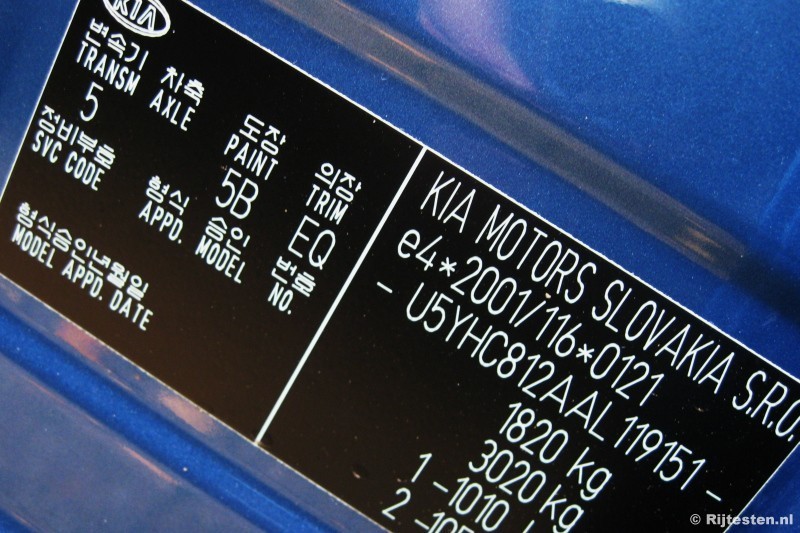 KIA
변속기 차축 도장 의장
TRANSM AXLE PAINT TRIM
5 5B EQ
정비부호 형식 승인 번호
SVC CODE APPD. MODEL NO.
형식승인년월일
MODEL APPD. DATE
KIA MOTORS SLOVAKIA S.R.O.
e4*2001/116*0121
- U5YHC812AAL119151 -
1820 kg
3020 kg
1 -1010 k
2 -105
© Rijtesten.nl